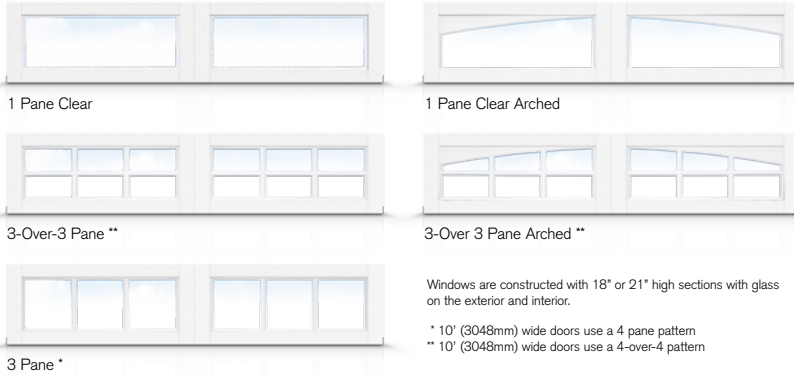 1 Pane Clear
1 Pane Clear Arched
3-Over-3 Pane **
3-Over 3 Pane Arched **
3 Pane *
Windows are constructed with 18" or 21" high sections with glass
on the exterior and interior.
* 10' (3048mm) wide doors use a 4 pane pattern
** 10' (3048mm) wide doors use a 4-over-4 pattern